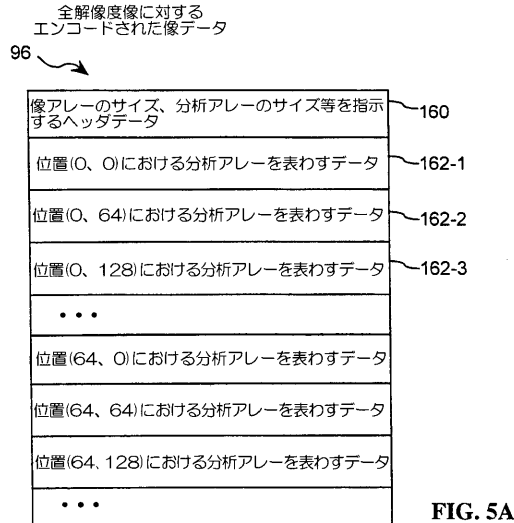 全解像度像に対する
エンコードされた像データ
96
像アレーのサイズ、分析アレーのサイズ等を指示
するヘッダデータ
160
位置(0、0)における分析アレーを表わすデータ
162-1
位置(0、64)における分析アレーを表わすデータ
162-2
位置(0、128)における分析アレーを表わすデータ
162-3
• • •
位置(64、0)における分析アレーを表わすデータ
位置(64、64)における分析アレーを表わすデータ
位置(64、128)における分析アレーを表わすデータ
• • •
FIG. 5A